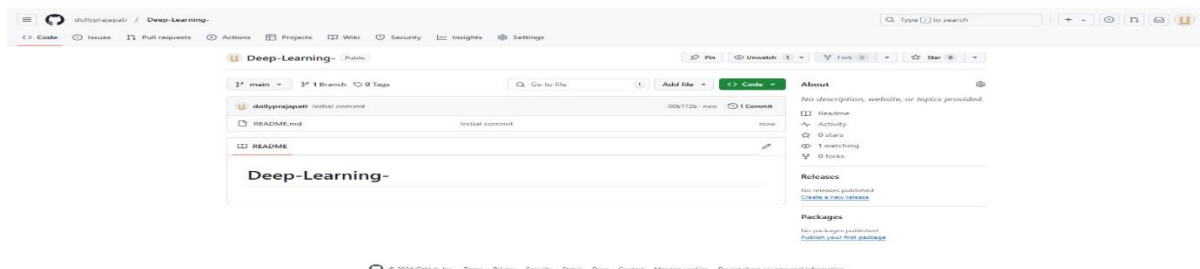 dollyprajapati / Deep-Learning-
Type / to search
<> Code Issues Pull requests Actions Projects Wiki Security Insights Settings
Deep-Learning- Public
Pin Unwatch 1 Fork 0 Star 0
main 1 Branch 0 Tags Go to file t Add file <> Code
dollyprajapati Initial commit 00b172b · now 1 Commit
README.md Initial commit now
README
Deep-Learning-
About
No description, website, or topics provided.
Readme
Activity
0 stars
1 watching
0 forks
Releases
No releases published
Create a new release
Packages
No packages published
Publish your first package